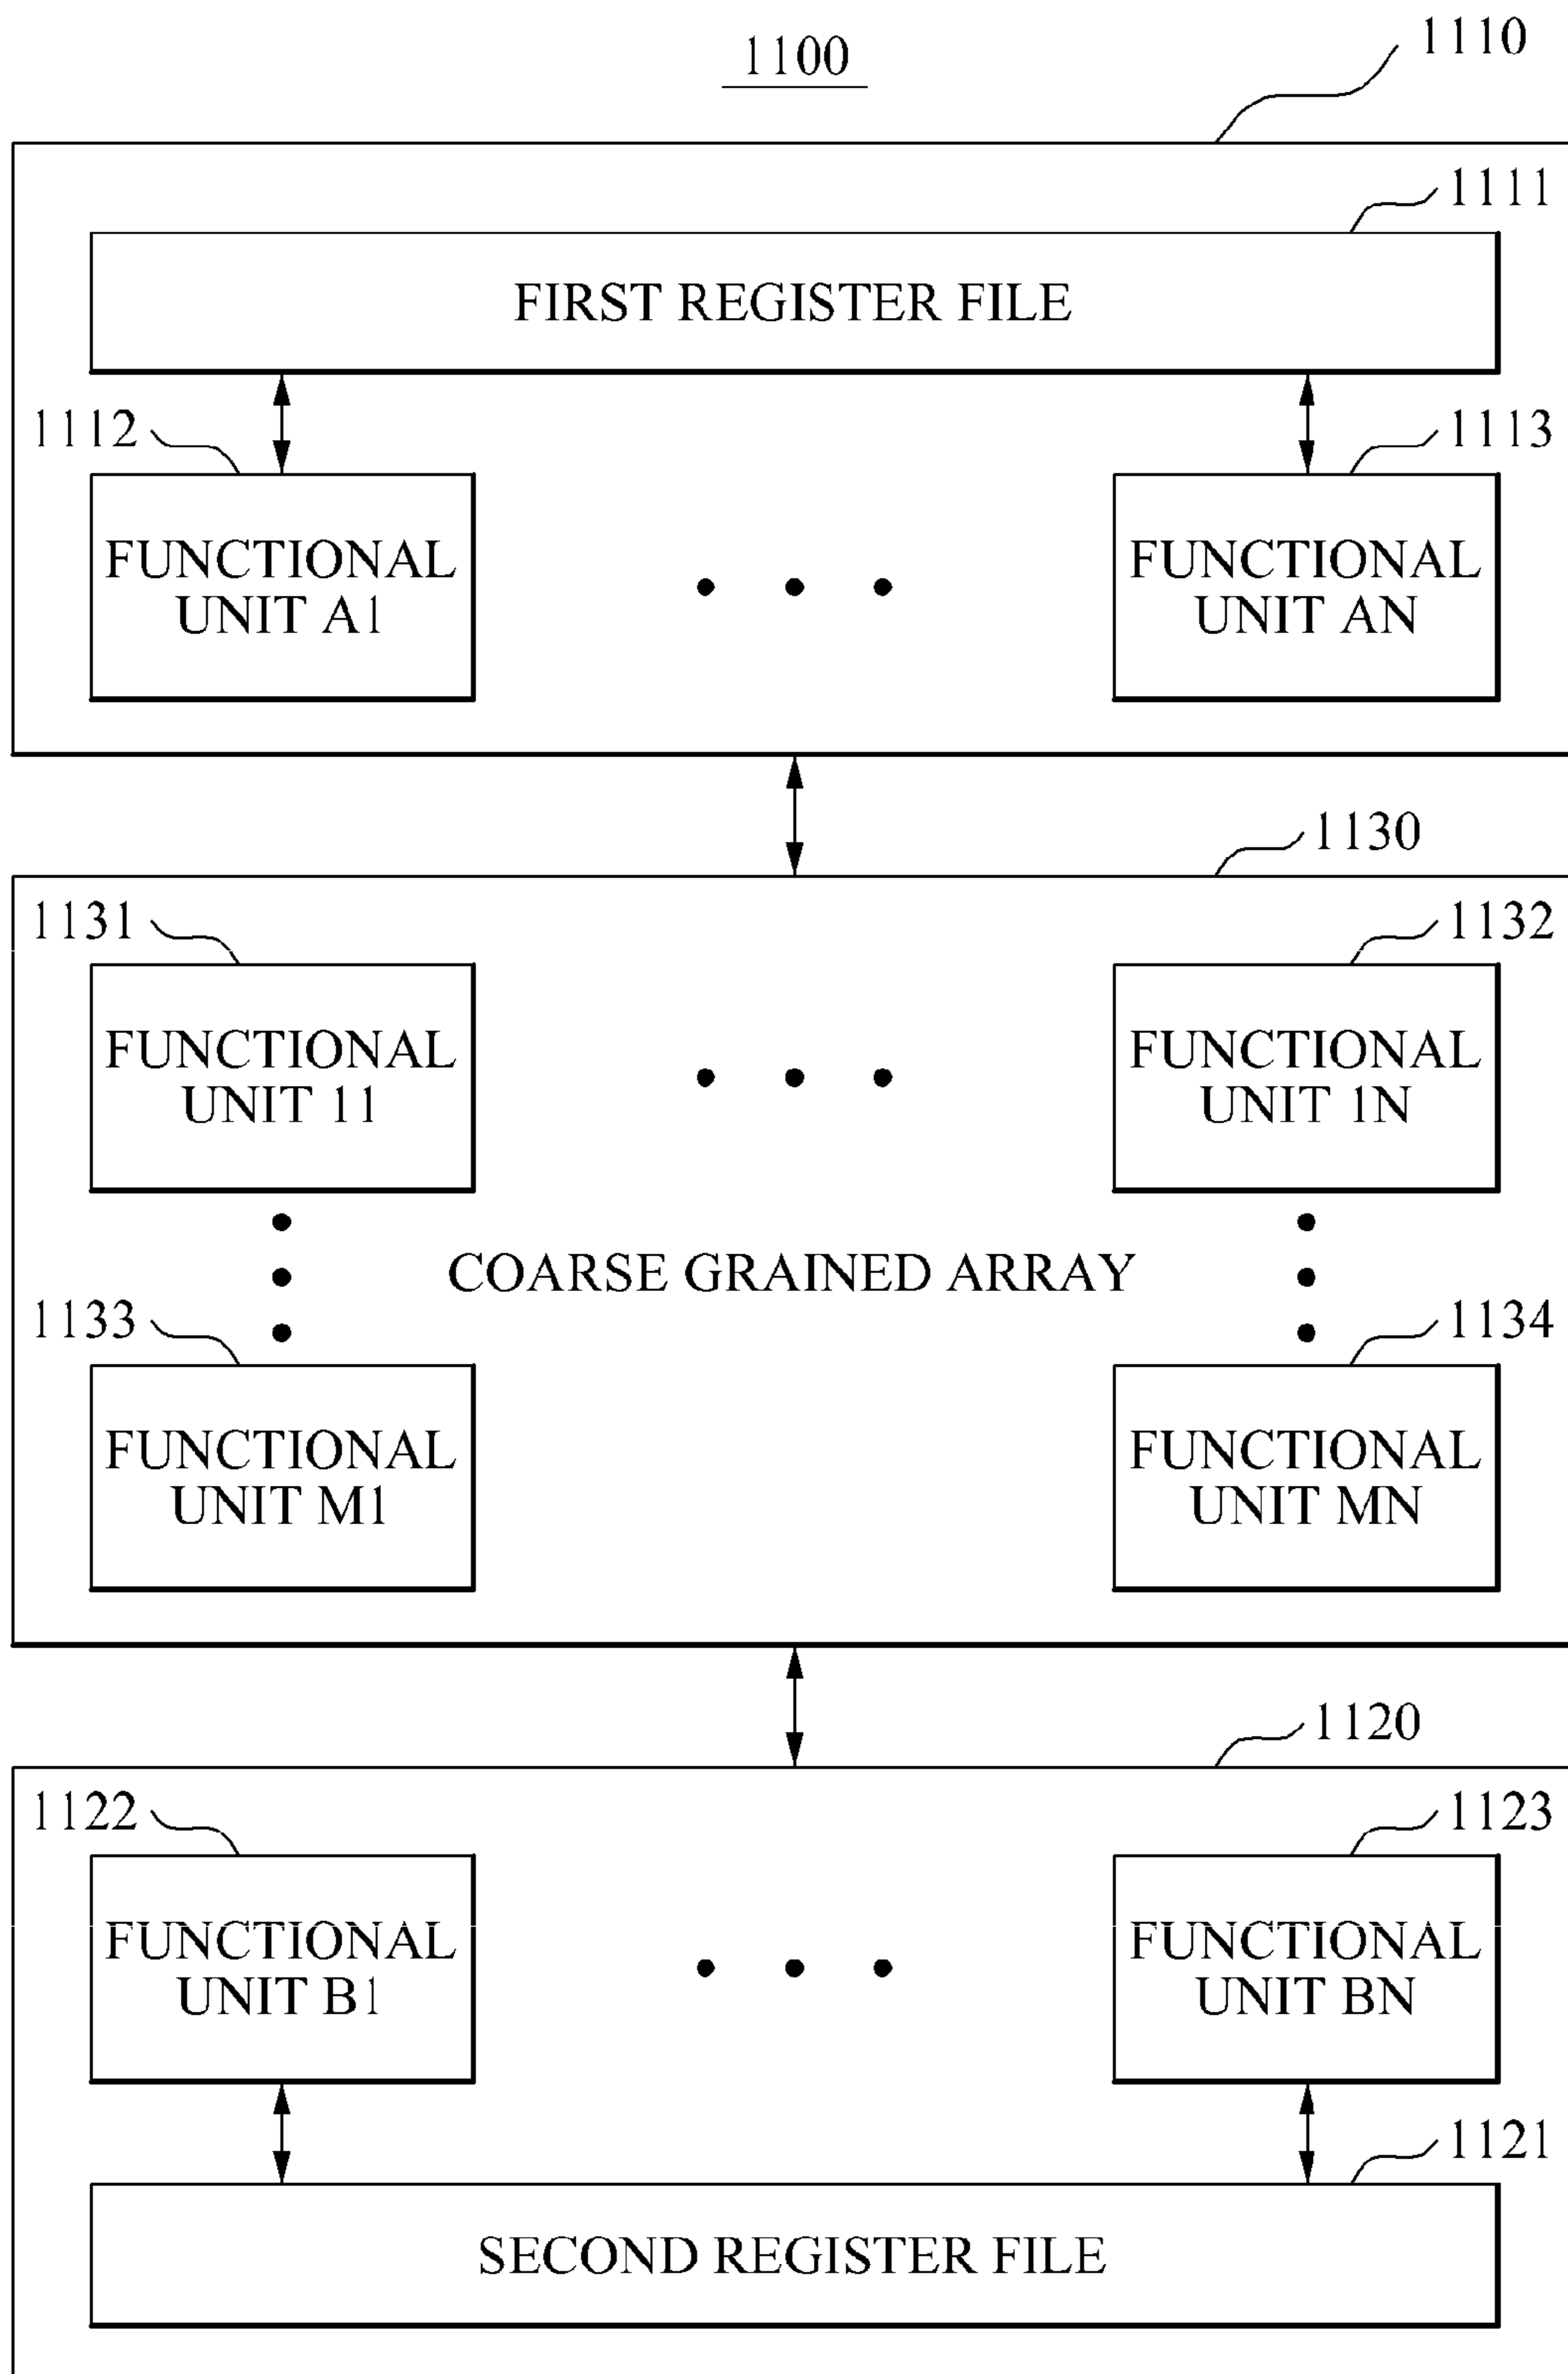 1100
1110
1111
FIRST REGISTER FILE
1112
1113
FUNCTIONAL
UNIT A1
FUNCTIONAL
UNIT AN
1130
1131
1132
FUNCTIONAL
UNIT 11
FUNCTIONAL
UNIT 1N
COARSE GRAINED ARRAY
1133
1134
FUNCTIONAL
UNIT M1
FUNCTIONAL
UNIT MN
1120
1122
1123
FUNCTIONAL
UNIT B1
FUNCTIONAL
UNIT BN
1121
SECOND REGISTER FILE